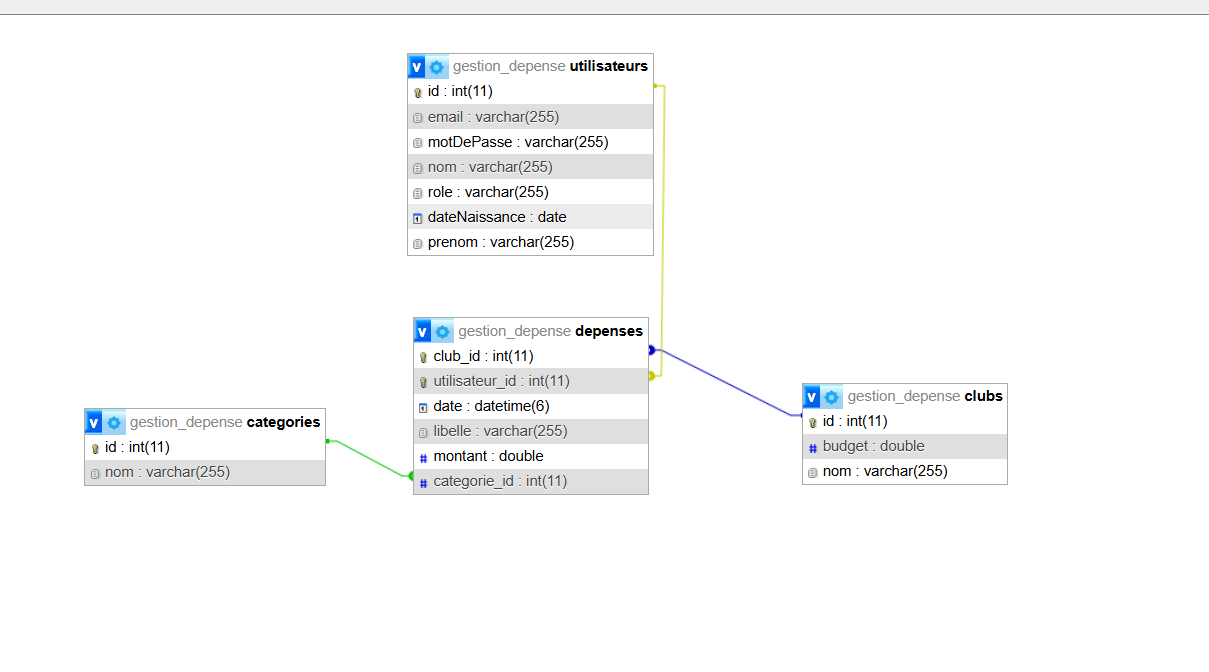 v gestion_depense utilisateurs
id : int(11)
email : varchar(255)
motDePasse : varchar(255)
nom : varchar(255)
role : varchar(255)
dateNaissance : date
prenom : varchar(255)
v gestion_depense depenses
club_id : int(11)
utilisateur_id : int(11)
date : datetime(6)
libelle : varchar(255)
# montant : double
# categorie_id : int(11)
v gestion_depense categories
id : int(11)
nom : varchar(255)
v gestion_depense clubs
id : int(11)
# budget : double
nom : varchar(255)